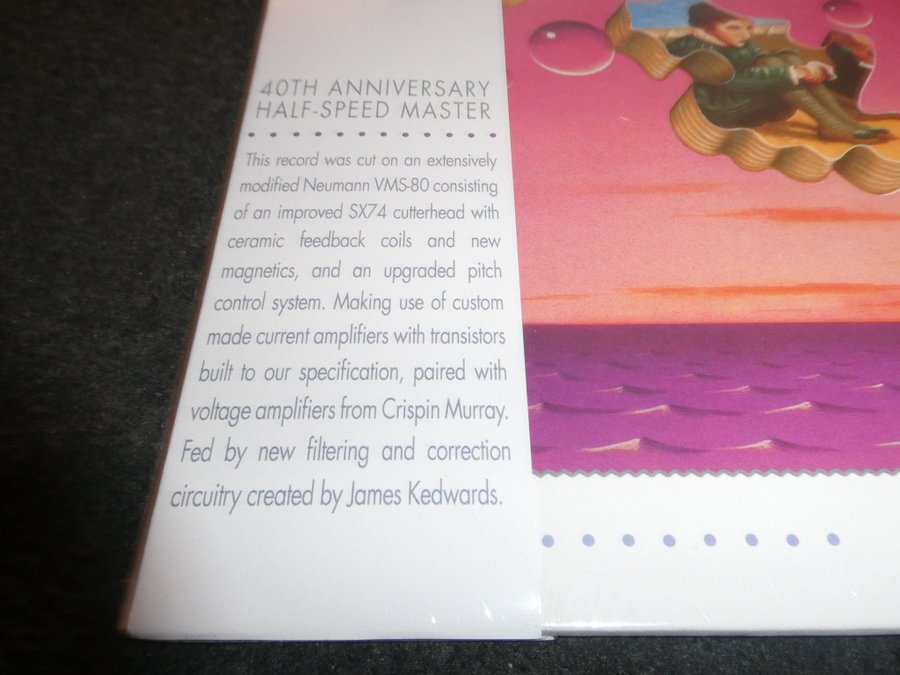 40TH ANNIVERSARY
HALF-SPEED MASTER
This record was cut on an extensively
modified Neumann VMS-80 consisting
of an improved SX74 cutterhead with
ceramic feedback coils and new
magnetics, and an upgraded pitch
control system. Making use of custom
made current amplifiers with transistors
built to our specification, paired with
voltage amplifiers from Crispin Murray.
Fed by new filtering and correction
circuitry created by James Kedwards.